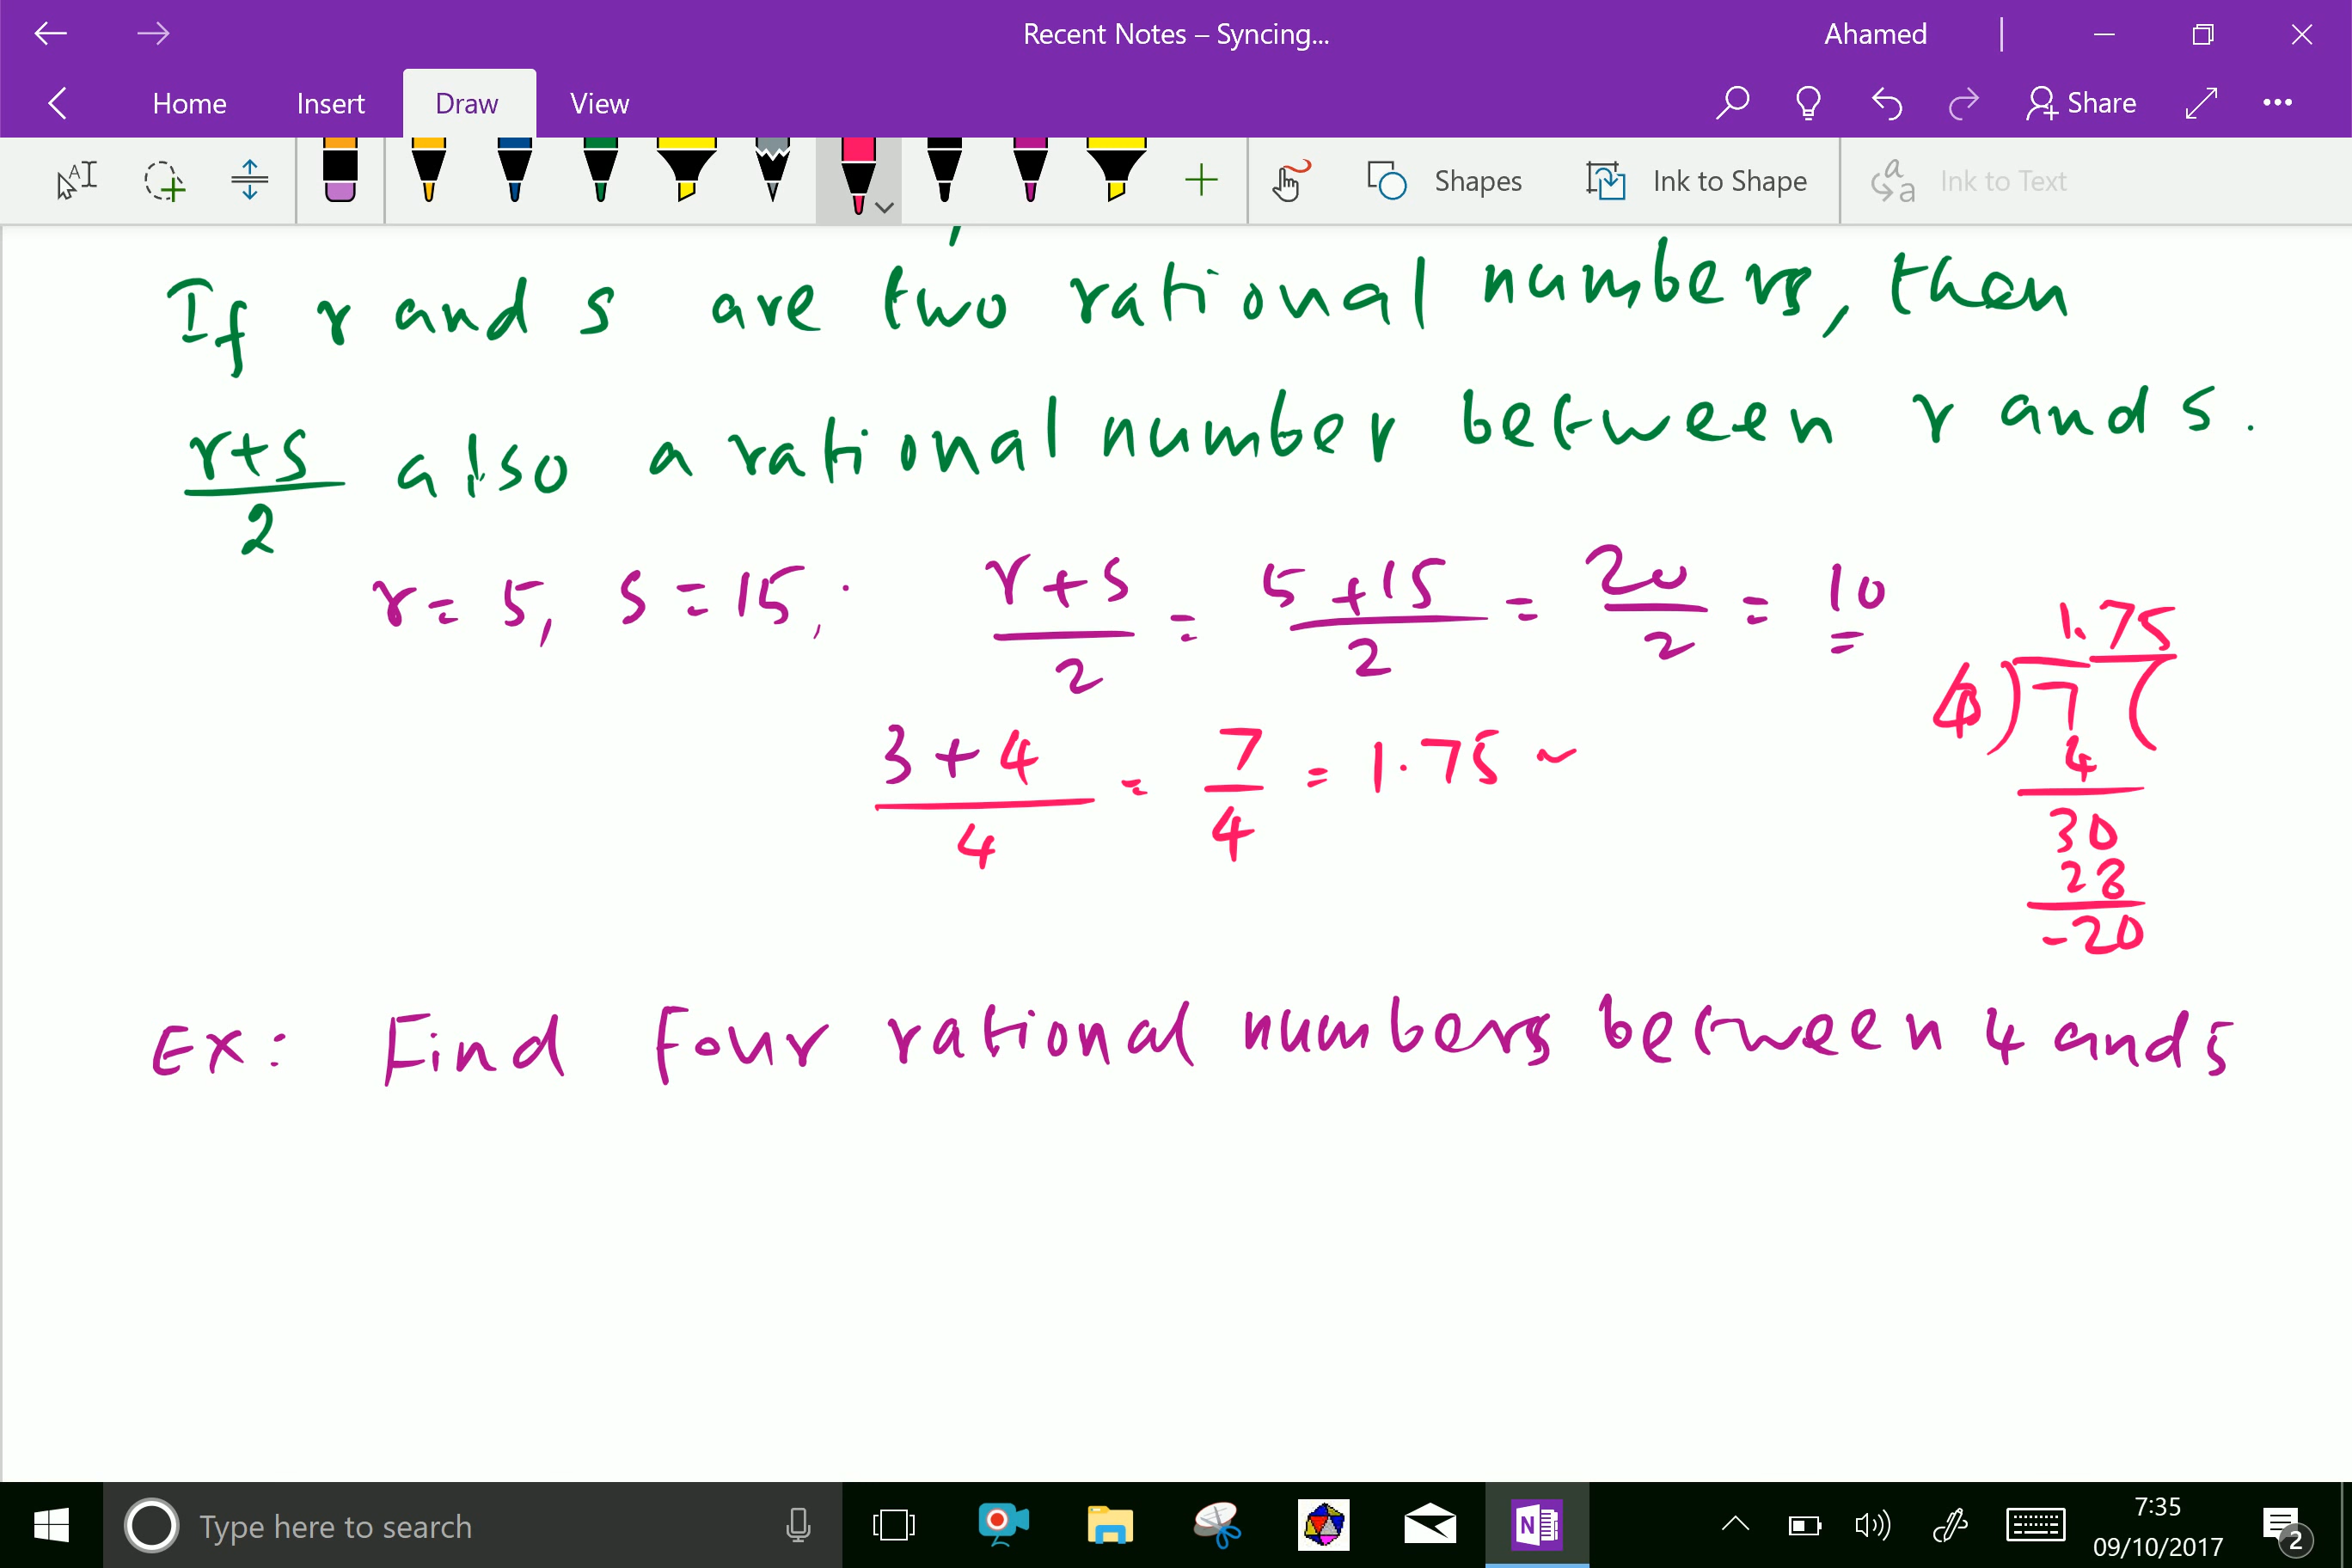 Recent Notes – Syncing...
Ahamed
Home Insert Draw View
Share
Shapes Ink to Shape Ink to Text
If r and s are two rational numbers, then
r+s/2 also a rational number between r and s.
r = 5, s = 15, r+s/2 = 5+15/2 = 20/2 = 10
3+4/4 = 7/4 = 1.75
1.75
4)7(
4
30
28
-20
Ex: Find Four rational numbers between 4 and 5
Type here to search
7:35
09/10/2017
2